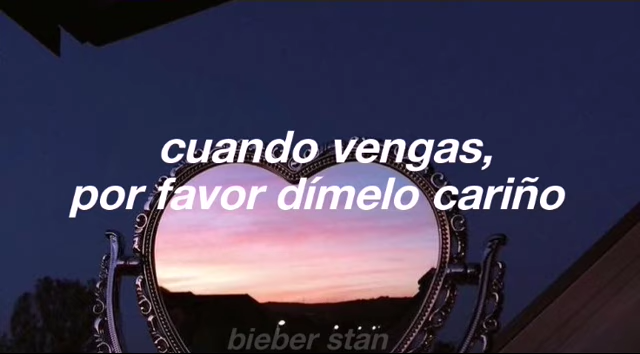 cuando vengas,
por favor dímelo cariño
bieber stan